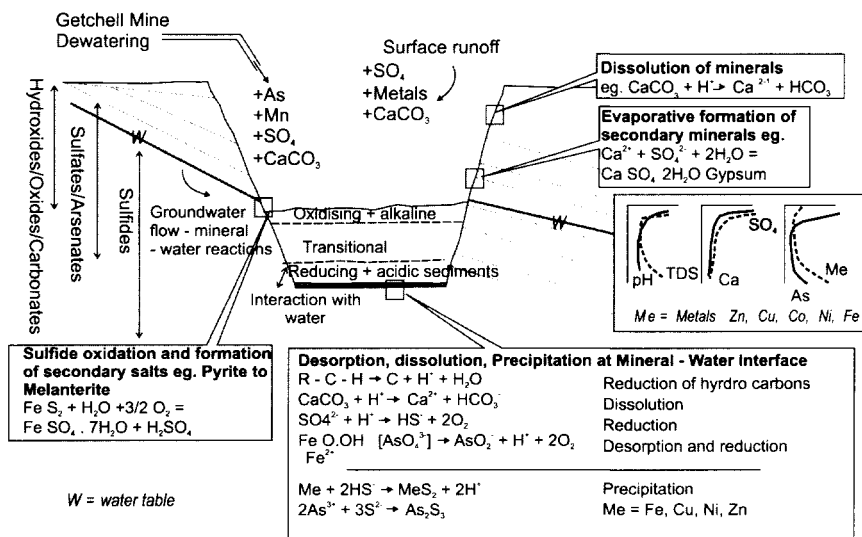 Getchell Mine
Dewatering
+As
+Mn
+SO₄
+CaCO₃
Surface runoff
+SO₄
+Metals
+CaCO₃
Dissolution of minerals
eg. CaCO₃ + H⁺→ Ca ²⁺¹ + HCO₃
Evaporative formation of
secondary minerals eg.
Ca²⁺ + SO₄²⁻ + 2H₂O =
Ca SO₄ 2H₂O Gypsum
Hydroxides/Oxides/Carbonates
Sulfates/Arsenates
Sulfides
W
Groundwater
flow - mineral
- water reactions
Oxidising + alkaline
Transitional
Reducing + acidic sediments
Interaction with
water
W
pH
TDS
Ca
SO₄
As
Me
Me = Metals Zn, Cu, Co, Ni, Fe
Sulfide oxidation and formation
of secondary salts eg. Pyrite to
Melanterite
Fe S₂ + H₂O +3/2 O₂ =
Fe SO₄ . 7H₂O + H₂SO₄
W = water table
Desorption, dissolution, Precipitation at Mineral - Water Interface
R - C - H → C + H⁺ + H₂O Reduction of hyrdro carbons
CaCO₃ + H⁺→ Ca²⁺ + HCO₃⁻ Dissolution
SO4²⁻ + H⁺ → HS⁻ + 2O₂ Reduction
Fe O.OH [AsO₄³⁻] → AsO₂⁻ + H⁺ + 2O₂ Desorption and reduction
Fe²⁺
Me + 2HS⁻ → MeS₂ + 2H⁺ Precipitation
2As³⁺ + 3S²⁻ → As₂S₃ Me = Fe, Cu, Ni, Zn